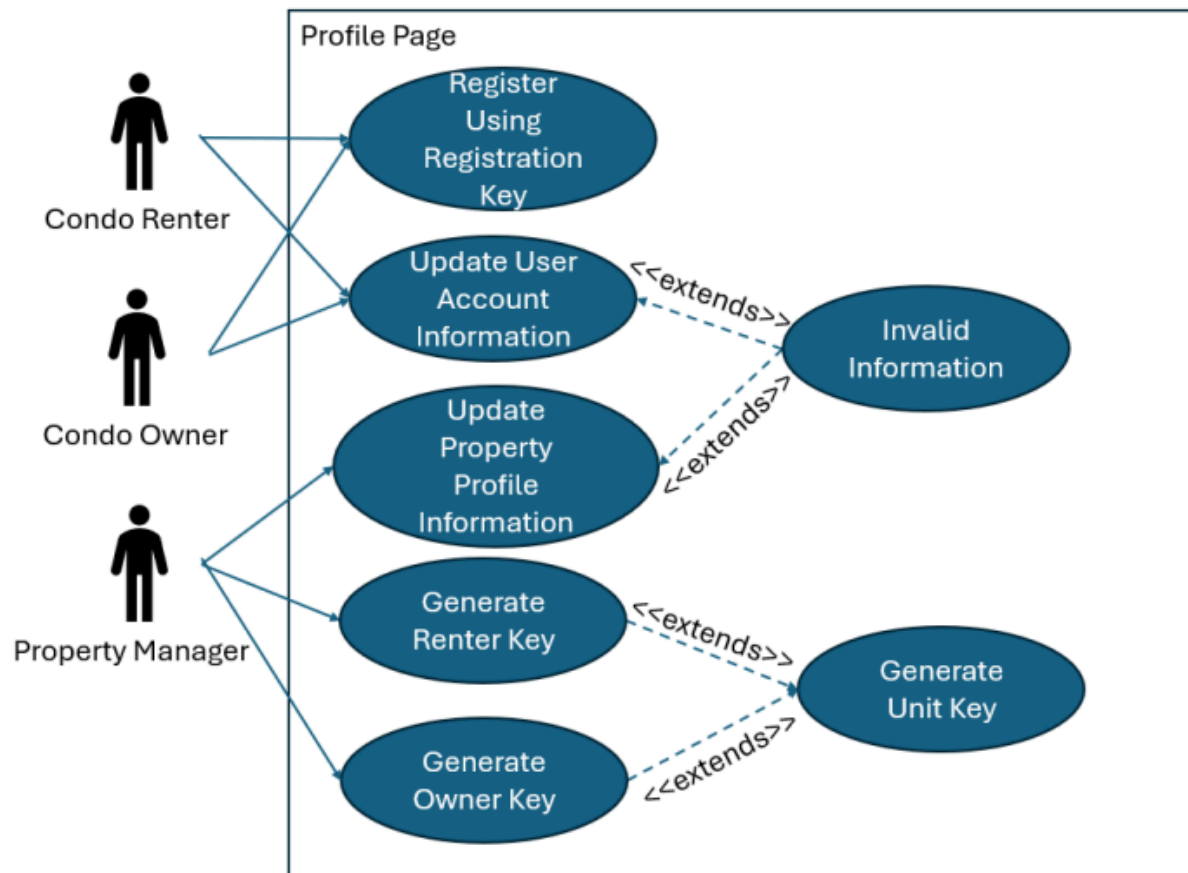 Profile Page
Register
Using
Registration
Key
Condo Renter
Update User
Account
Information
<<extends>>
Invalid
Information
Condo Owner
Update
Property
Profile
Information
<<extends>>
Property Manager
Generate
Renter Key
<<extends>>
Generate
Unit Key
Generate
Owner Key
<<extends>>